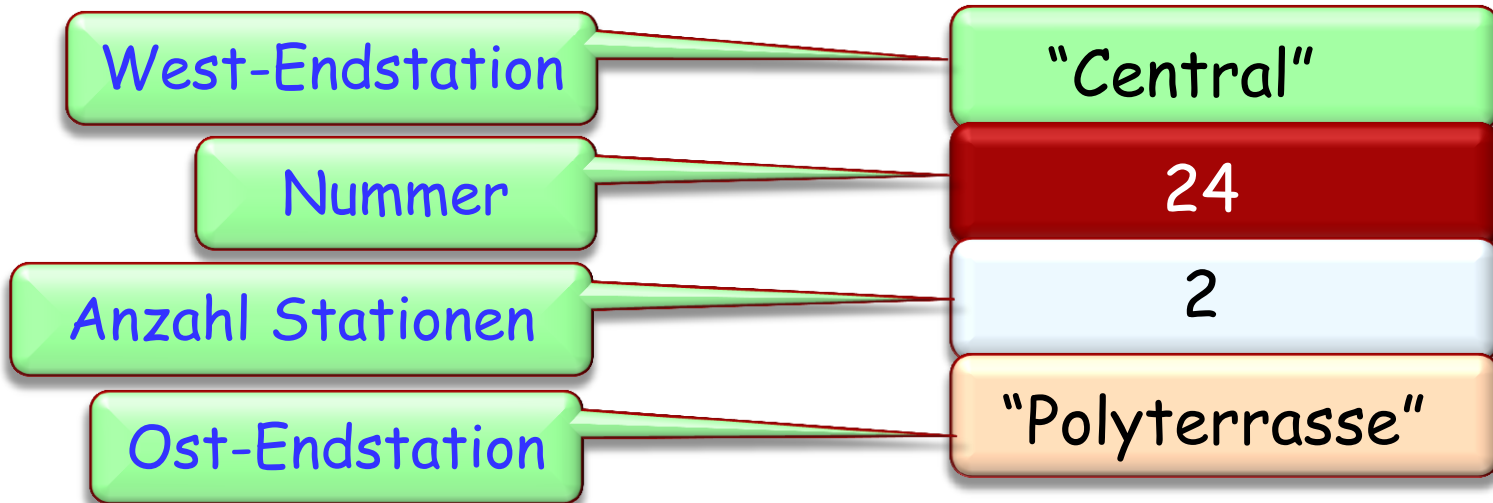 West-Endstation
“Central”
Nummer
24
Anzahl Stationen
2
Ost-Endstation
“Polyterrasse”